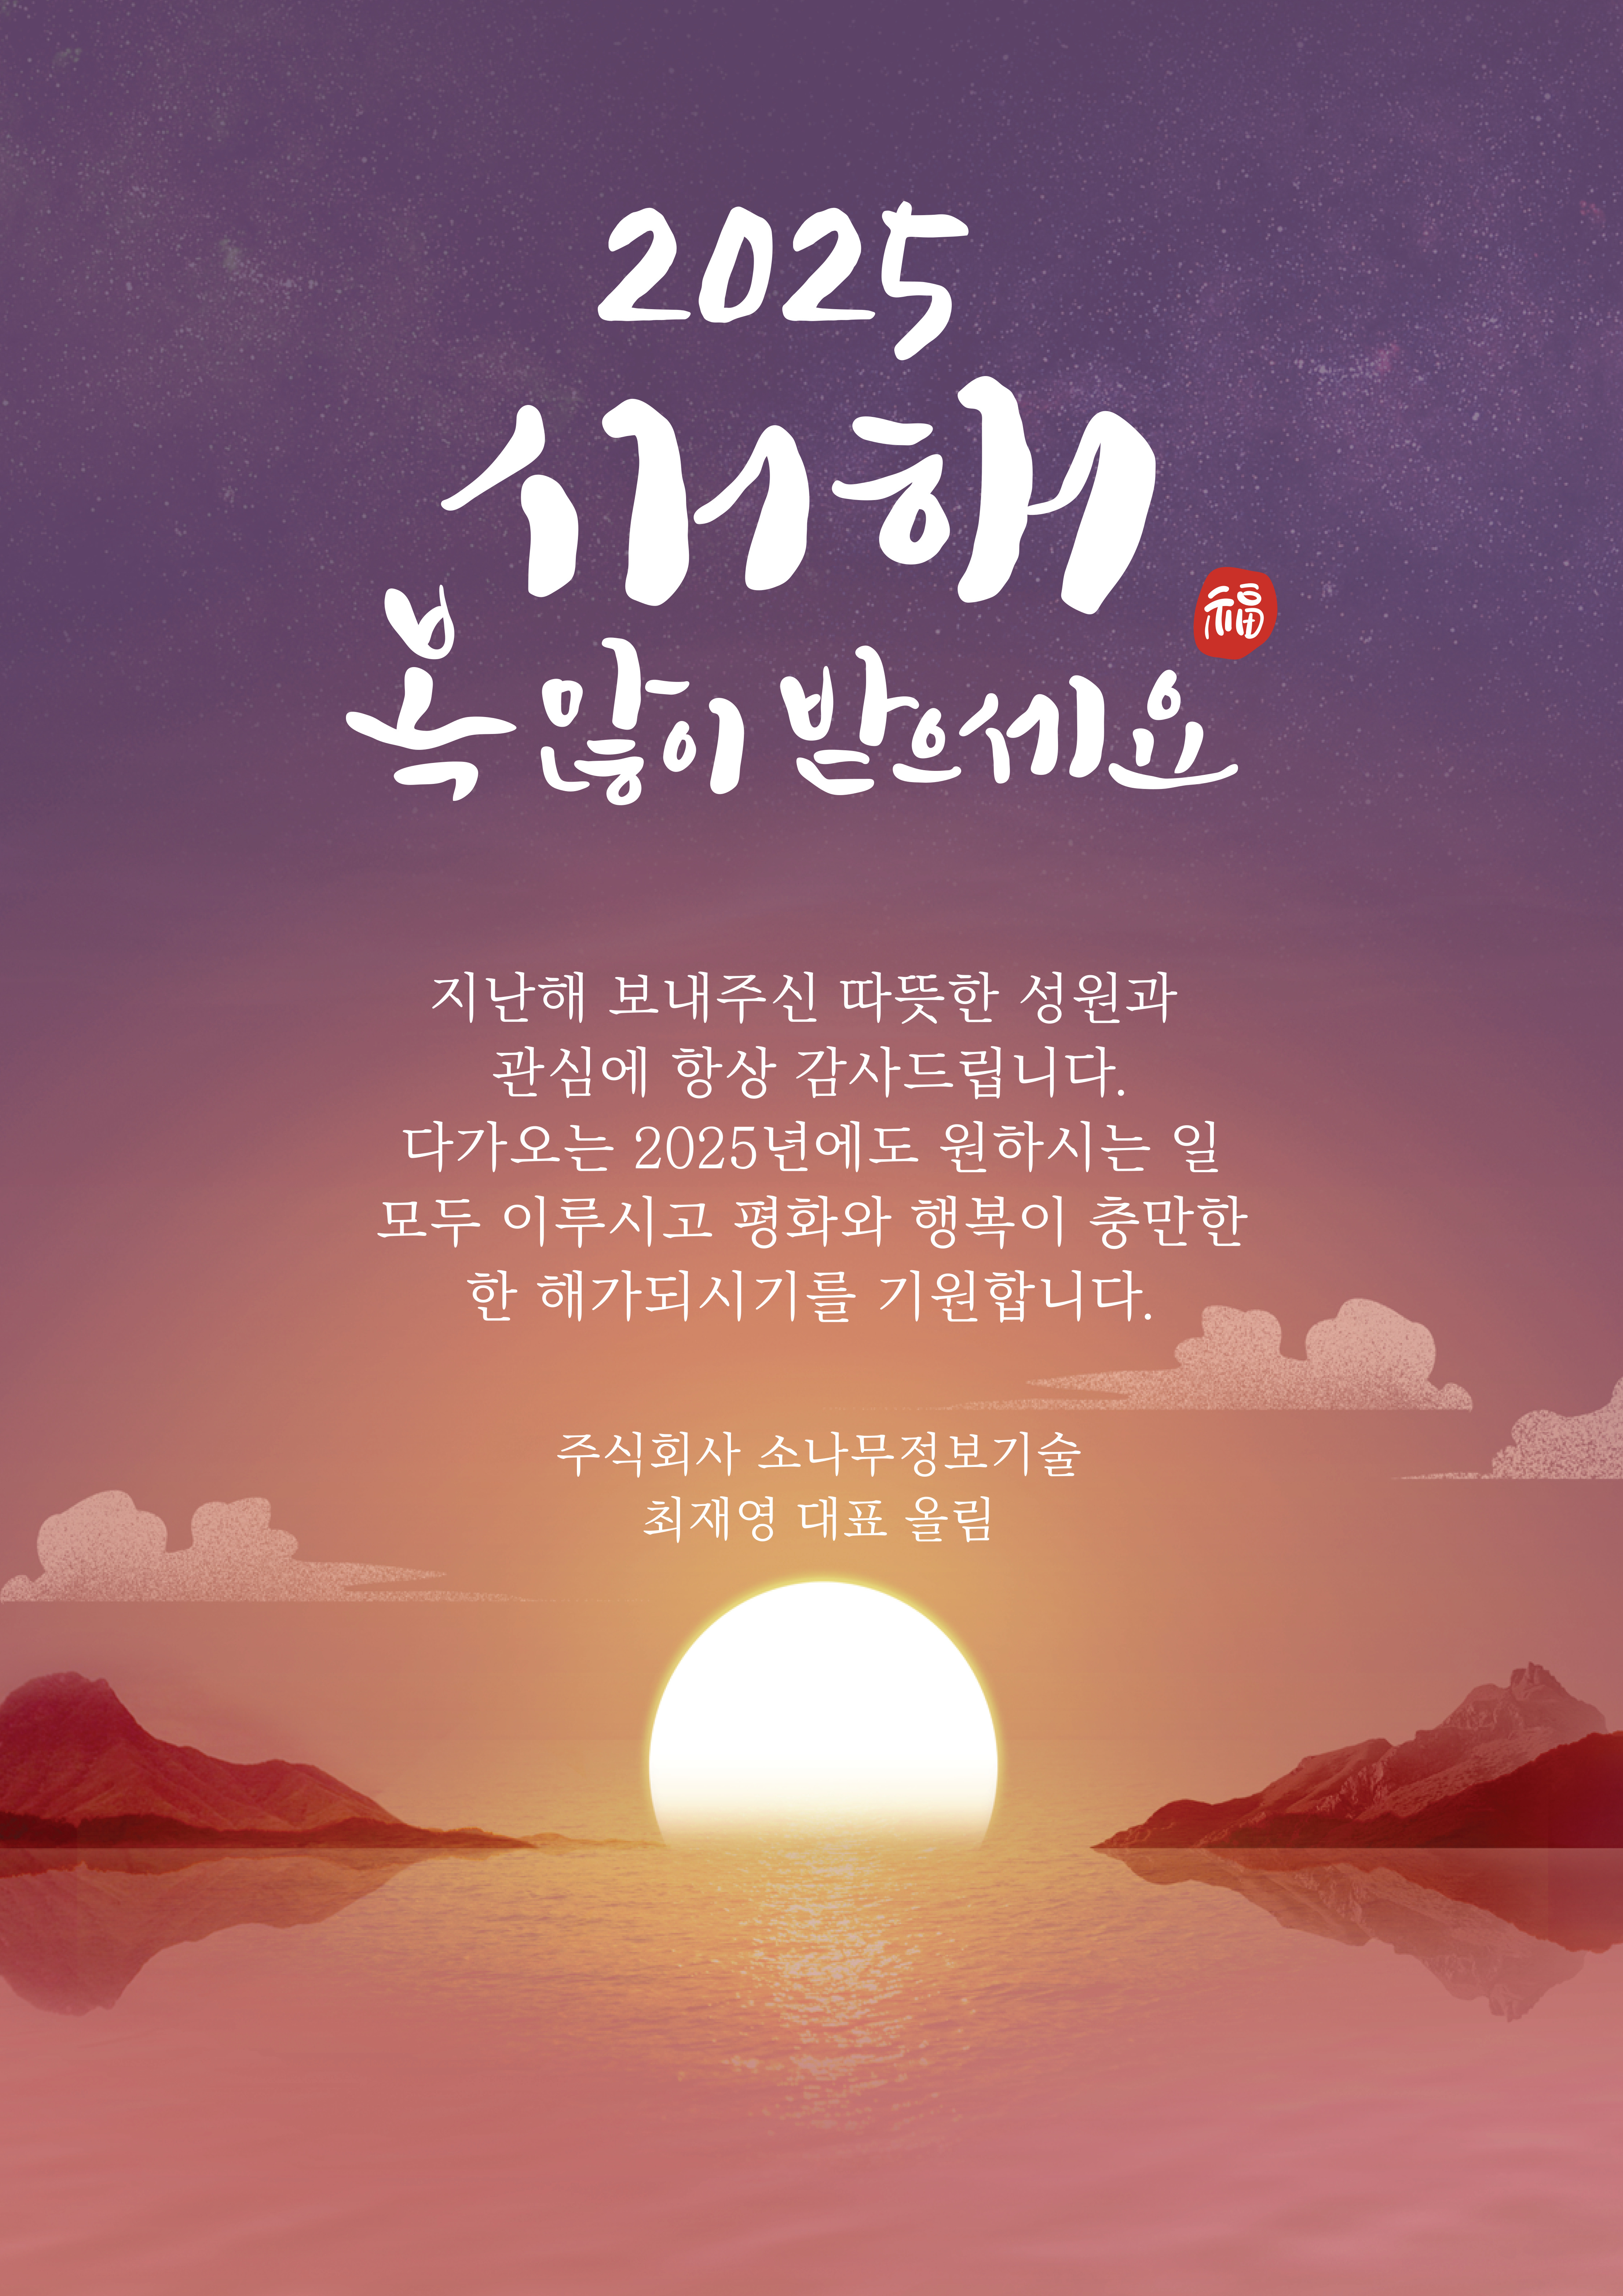 2025
새해
福
복 많이 받으세요
지난해 보내주신 따뜻한 성원과
관심에 항상 감사드립니다.
다가오는 2025년에도 원하시는 일
모두 이루시고 평화와 행복이 충만한
한 해가되시기를 기원합니다.
주식회사 소나무정보기술
최재영 대표 올림